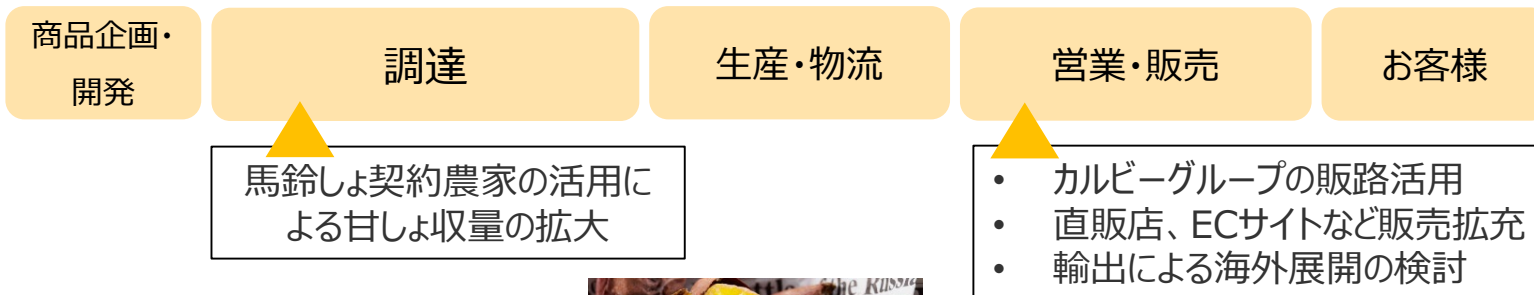 商品企画・
開発
調達
生産・物流
営業・販売
お客様
馬鈴しょ契約農家の活用に
よる甘しょ収量の拡大
• カルビーグループの販路活用
• 直販店、ECサイトなど販売拡充
• 輸出による海外展開の検討
the Russia